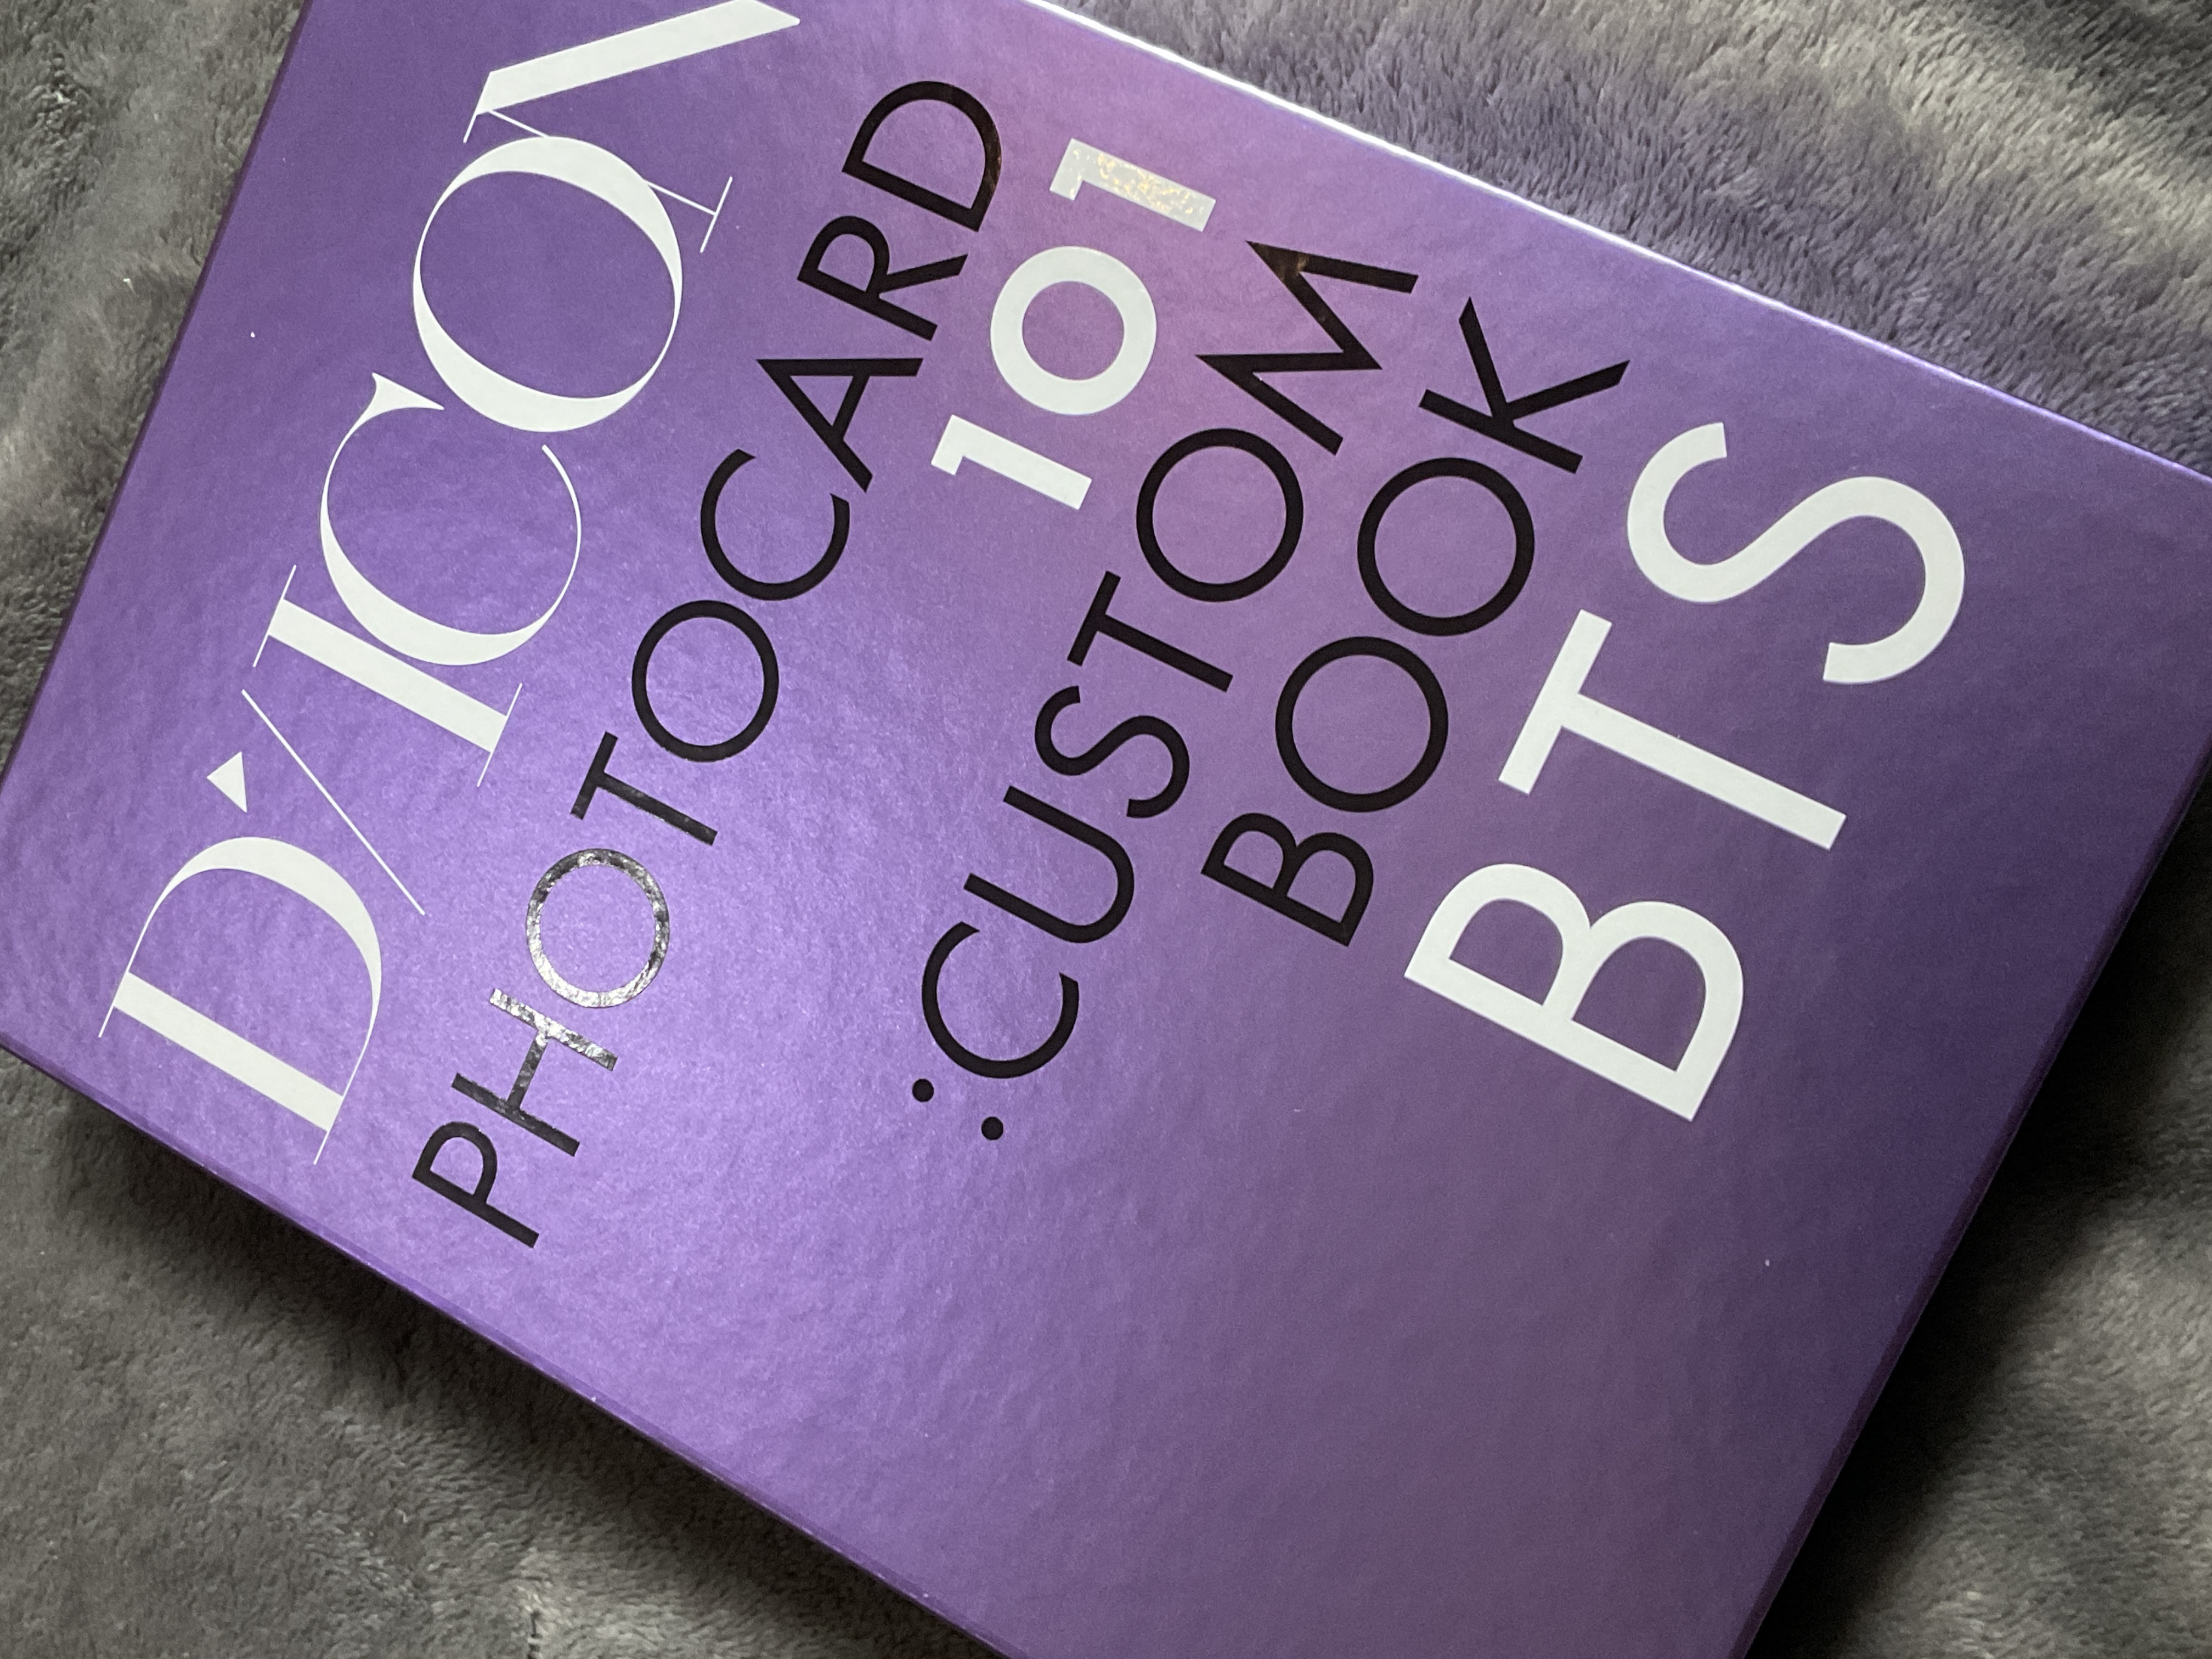 D'/ICON
PHOTOCARD
101
:CUSTOM
BOOK
BTS